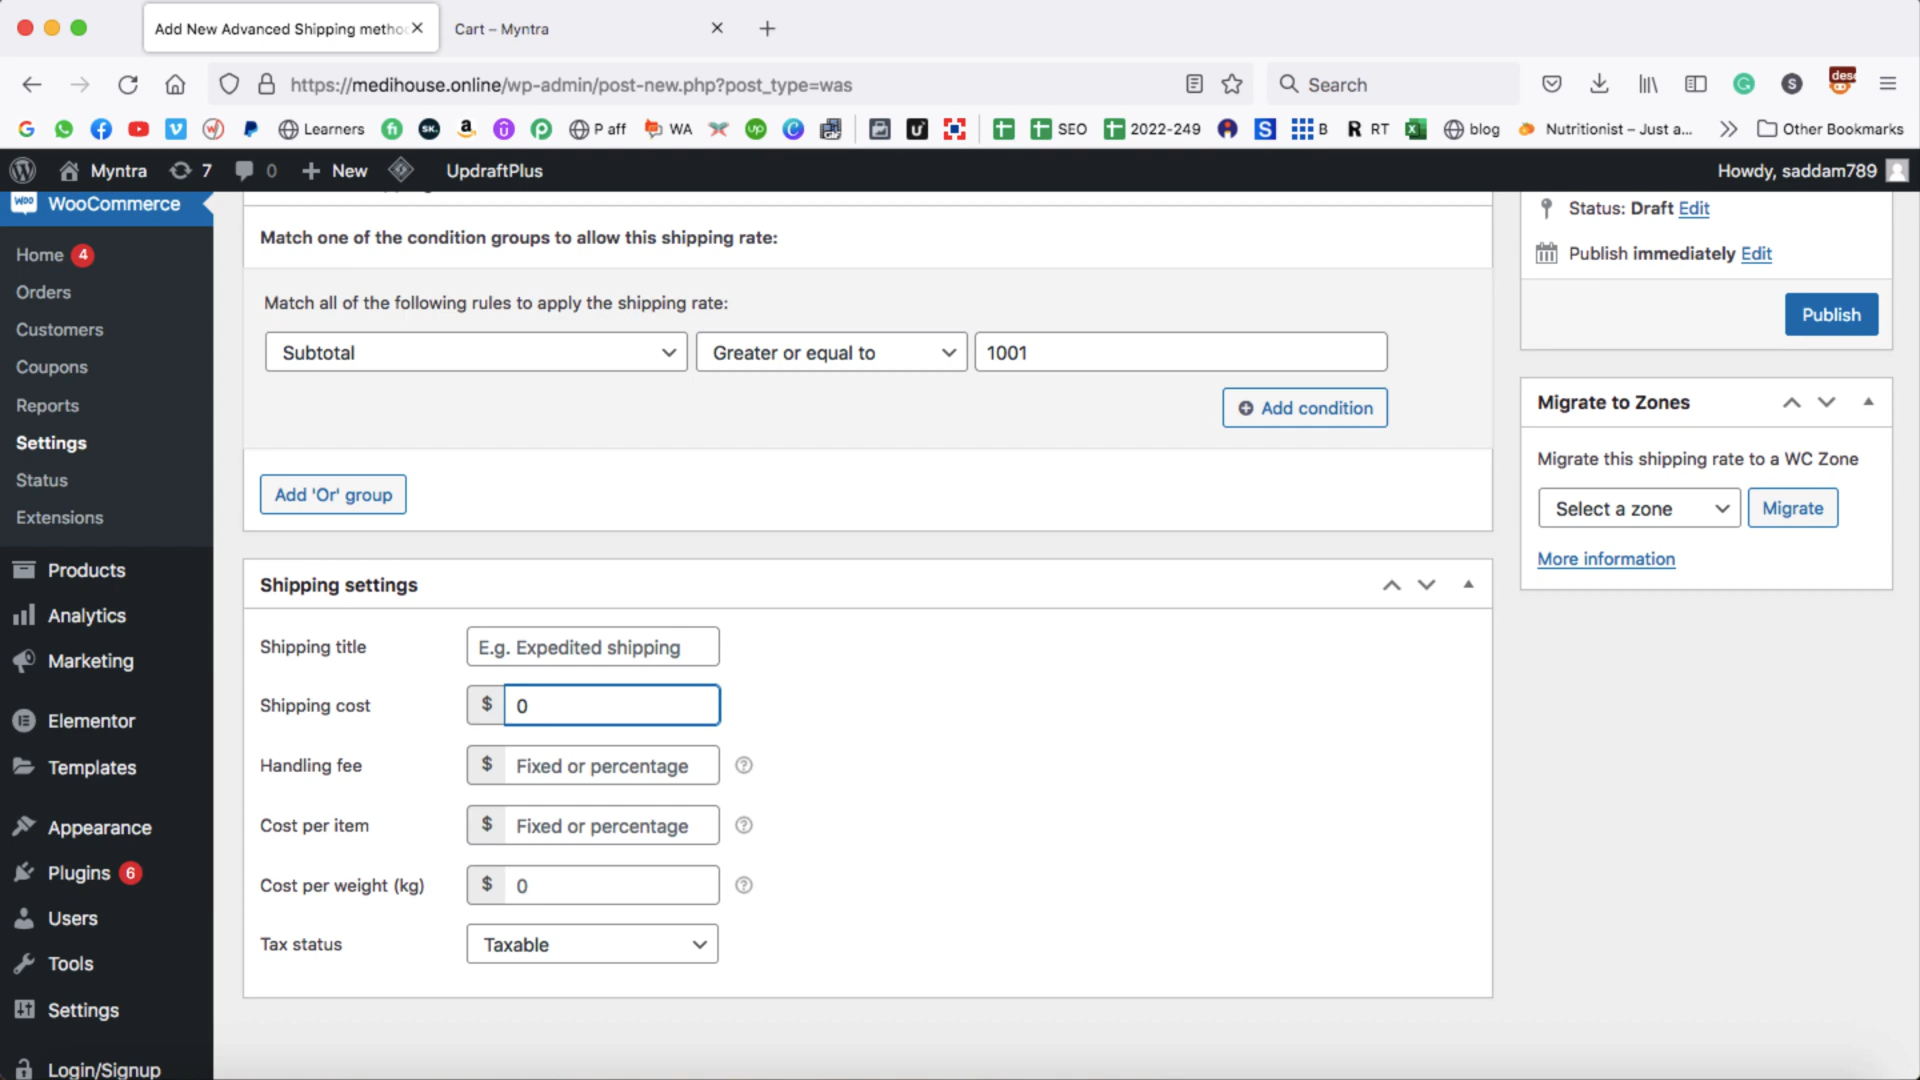 Add New Advanced Shipping metho
Cart – Myntra
https://medihouse.online/wp-admin/post-new.php?post_type=was
Search
Learners
P aff
WA
SEO
2022-249
B
RT
blog
Nutritionist – Just a...
Other Bookmarks
Myntra
7
0
New
UpdraftPlus
Howdy, saddam789
WooCommerce
Home 4
Orders
Customers
Coupons
Reports
Settings
Status
Extensions
Products
Analytics
Marketing
Elementor
Templates
Appearance
Plugins 6
Users
Tools
Settings
Login/Signup
Match one of the condition groups to allow this shipping rate:
Match all of the following rules to apply the shipping rate:
Subtotal
Greater or equal to
1001
Add condition
Add 'Or' group
Shipping settings
Shipping title
E.g. Expedited shipping
Shipping cost
$ 0
Handling fee
$ Fixed or percentage
Cost per item
$ Fixed or percentage
Cost per weight (kg)
$ 0
Tax status
Taxable
Status: Draft Edit
Publish immediately Edit
Publish
Migrate to Zones
Migrate this shipping rate to a WC Zone
Select a zone
Migrate
More information